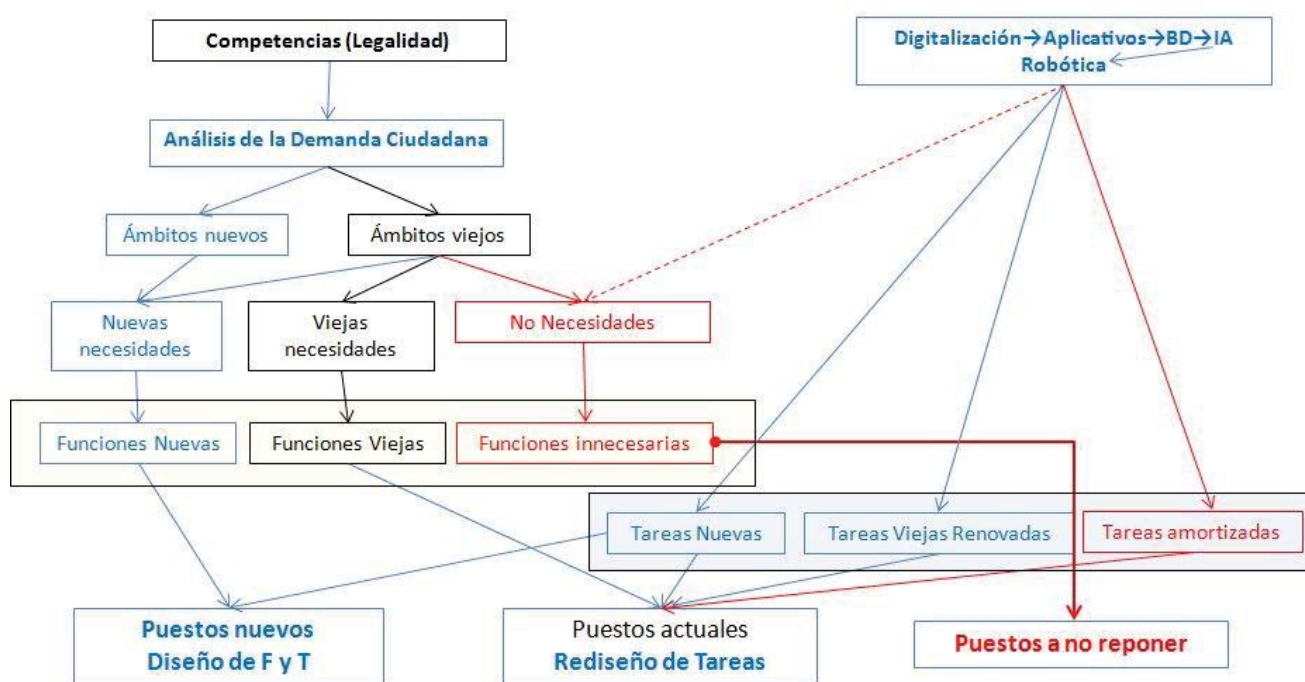 Competencias (Legalidad)
Digitalización→Aplicativos→BD→IA
Robótica
Análisis de la Demanda Ciudadana
Ámbitos nuevos
Ámbitos viejos
Nuevas
necesidades
Viejas
necesidades
No Necesidades
Funciones Nuevas
Funciones Viejas
Funciones innecesarias
Tareas Nuevas
Tareas Viejas Renovadas
Tareas amortizadas
Puestos nuevos
Diseño de F y T
Puestos actuales
Rediseño de Tareas
Puestos a no reponer